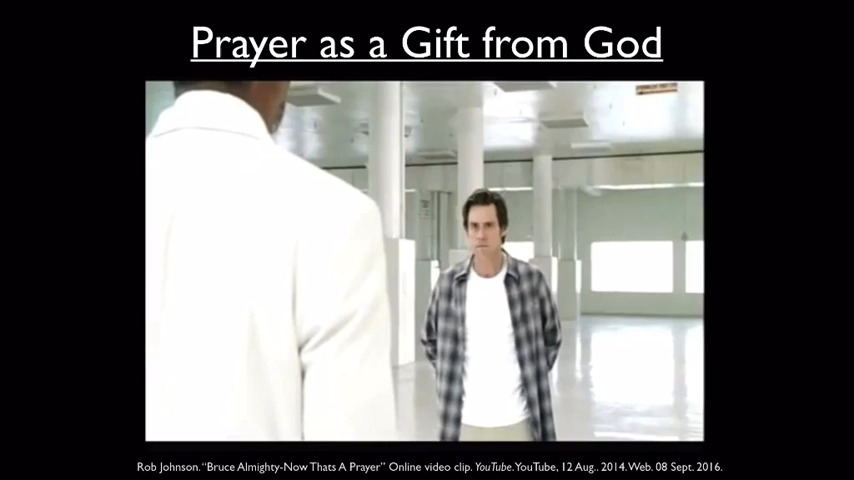 Prayer as a Gift from God
Rob Johnson. "Bruce Almighty-Now Thats A Prayer" Online video clip. YouTube. YouTube, 12 Aug.. 2014. Web. 08 Sept. 2016.